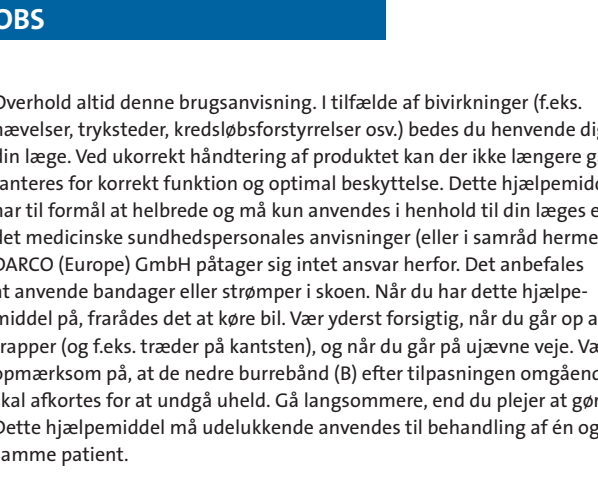 OBS
Overhold altid denne brugsanvisning. I tilfælde af bivirkninger (f.eks.
hævelser, tryksteder, kredsløbsforstyrrelser osv.) bedes du henvende di
din læge. Ved ukorrekt håndtering af produktet kan der ikke længere g
ranteres for korrekt funktion og optimal beskyttelse. Dette hjælpemid
har til formål at helbrede og må kun anvendes i henhold til din læges e
det medicinske sundhedspersonales anvisninger (eller i samråd herme
DARCO (Europe) GmbH påtager sig intet ansvar herfor. Det anbefales
at anvende bandager eller strømper i skoen. Når du har dette hjælpe-
middel på, frarådes det at køre bil. Vær yderst forsigtig, når du går op a
trapper (og f.eks. træder på kantsten), og når du går på ujævne veje. Væ
opmærksom på, at de nedre burrebånd (B) efter tilpasningen omgåend
skal afkortes for at undgå uheld. Gå langsommere, end du plejer at gør
Dette hjælpemiddel må udelukkende anvendes til behandling af én og
samme patient.